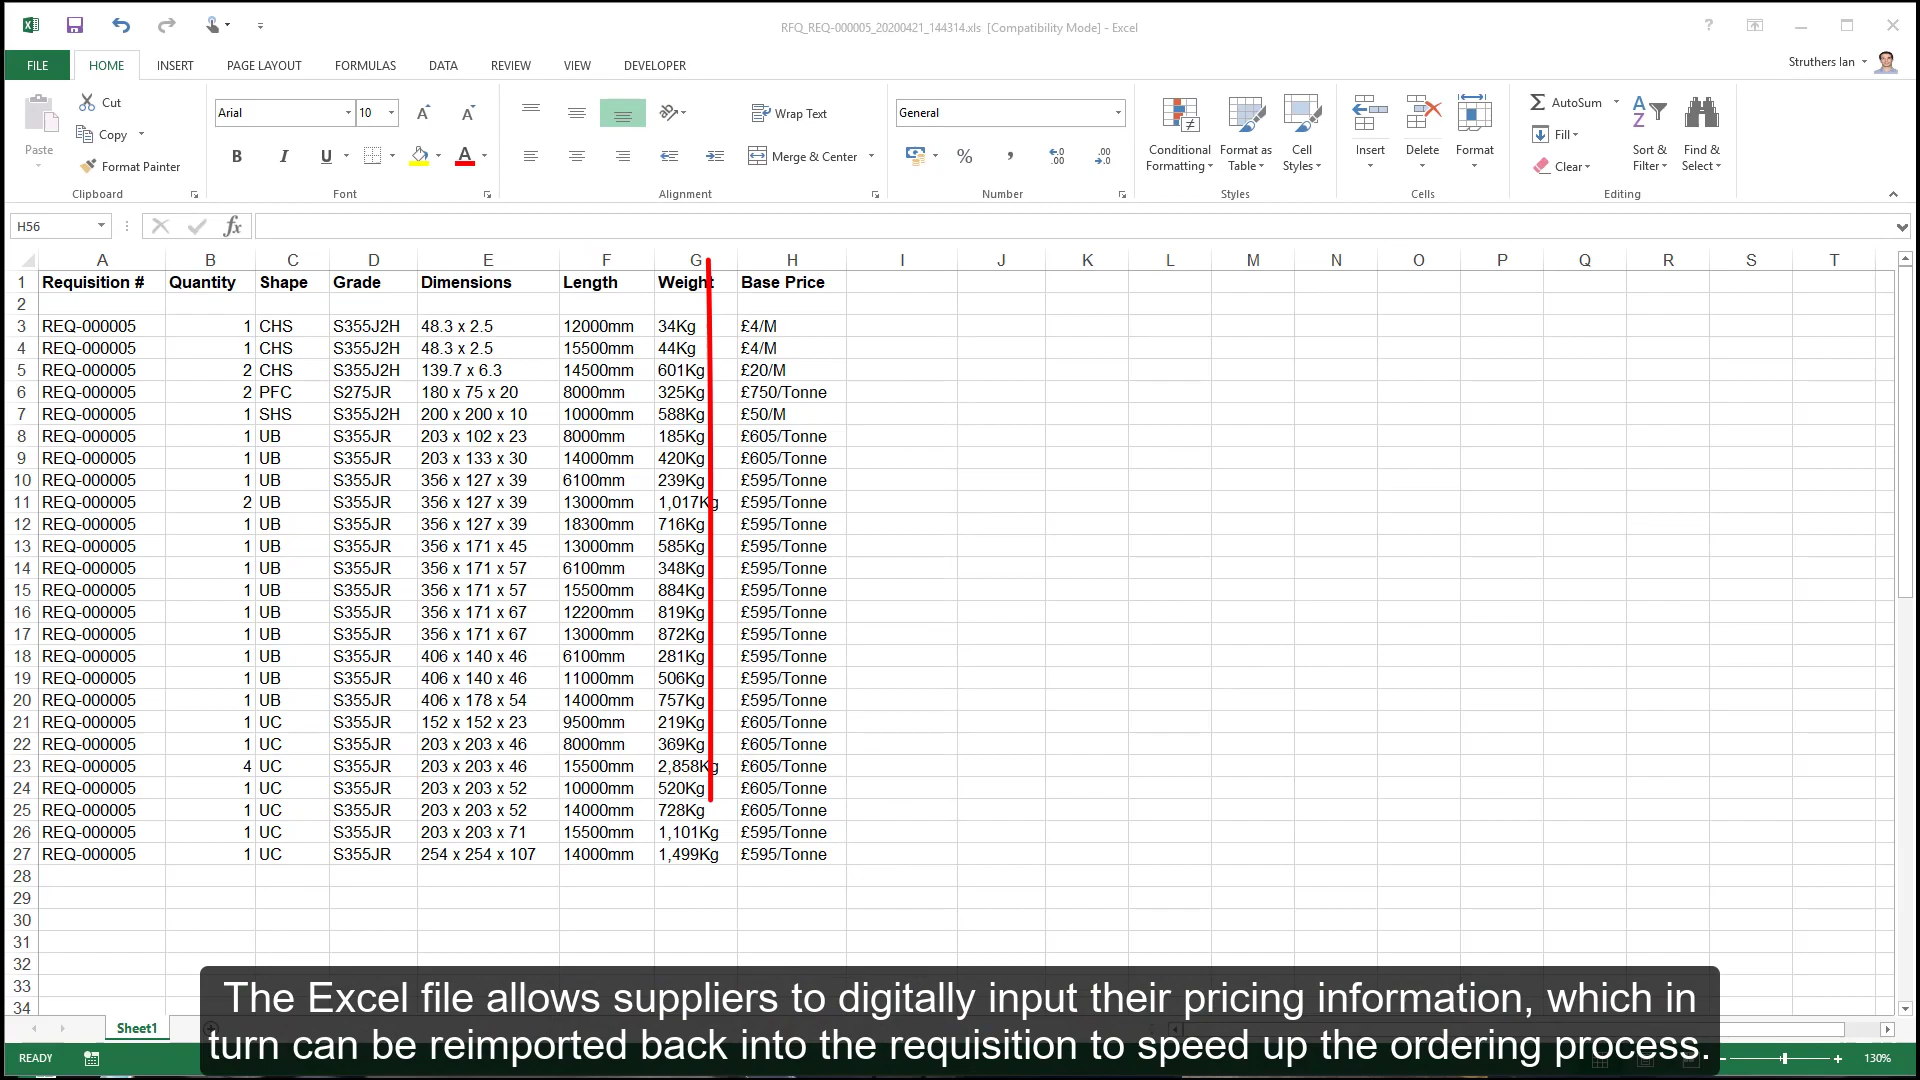 RFQ_REQ-000005_20200421_144314.xls [Compatibility Mode] - Excel
?
FILE HOME INSERT PAGE LAYOUT FORMULAS DATA REVIEW VIEW DEVELOPER Struthers Ian
Cut
Copy
Format Painter
Paste
Clipboard
Arial 10
B I U
Font
Wrap Text
Merge & Center
Alignment
General
% ,
Number
Conditional Formatting
Format as Table
Cell Styles
Styles
Insert
Delete
Format
Cells
AutoSum
Fill
Clear
Sort & Filter
Find & Select
Editing
H56 fx
A B C D E F G H I J K L M N O P Q R S T
1 Requisition # Quantity Shape Grade Dimensions Length Weight Base Price
2
3 REQ-000005 1 CHS S355J2H 48.3 x 2.5 12000mm 34Kg £4/M
4 REQ-000005 1 CHS S355J2H 48.3 x 2.5 15500mm 44Kg £4/M
5 REQ-000005 2 CHS S355J2H 139.7 x 6.3 14500mm 601Kg £20/M
6 REQ-000005 2 PFC S275JR 180 x 75 x 20 8000mm 325Kg £750/Tonne
7 REQ-000005 1 SHS S355J2H 200 x 200 x 10 10000mm 588Kg £50/M
8 REQ-000005 1 UB S355JR 203 x 102 x 23 8000mm 185Kg £605/Tonne
9 REQ-000005 1 UB S355JR 203 x 133 x 30 14000mm 420Kg £605/Tonne
10 REQ-000005 1 UB S355JR 356 x 127 x 39 6100mm 239Kg £595/Tonne
11 REQ-000005 2 UB S355JR 356 x 127 x 39 13000mm 1,017Kg £595/Tonne
12 REQ-000005 1 UB S355JR 356 x 127 x 39 18300mm 716Kg £595/Tonne
13 REQ-000005 1 UB S355JR 356 x 171 x 45 13000mm 585Kg £595/Tonne
14 REQ-000005 1 UB S355JR 356 x 171 x 57 6100mm 348Kg £595/Tonne
15 REQ-000005 1 UB S355JR 356 x 171 x 57 15500mm 884Kg £595/Tonne
16 REQ-000005 1 UB S355JR 356 x 171 x 67 12200mm 819Kg £595/Tonne
17 REQ-000005 1 UB S355JR 356 x 171 x 67 13000mm 872Kg £595/Tonne
18 REQ-000005 1 UB S355JR 406 x 140 x 46 6100mm 281Kg £595/Tonne
19 REQ-000005 1 UB S355JR 406 x 140 x 46 11000mm 506Kg £595/Tonne
20 REQ-000005 1 UB S355JR 406 x 178 x 54 14000mm 757Kg £595/Tonne
21 REQ-000005 1 UC S355JR 152 x 152 x 23 9500mm 219Kg £605/Tonne
22 REQ-000005 1 UC S355JR 203 x 203 x 46 8000mm 369Kg £605/Tonne
23 REQ-000005 4 UC S355JR 203 x 203 x 46 15500mm 2,858Kg £605/Tonne
24 REQ-000005 1 UC S355JR 203 x 203 x 52 10000mm 520Kg £605/Tonne
25 REQ-000005 1 UC S355JR 203 x 203 x 52 14000mm 728Kg £605/Tonne
26 REQ-000005 1 UC S355JR 203 x 203 x 71 15500mm 1,101Kg £595/Tonne
27 REQ-000005 1 UC S355JR 254 x 254 x 107 14000mm 1,499Kg £595/Tonne
28
29
30
31
32
33
34
The Excel file allows suppliers to digitally input their pricing information, which in
turn can be reimported back into the requisition to speed up the ordering process.
Sheet1
READY 130%